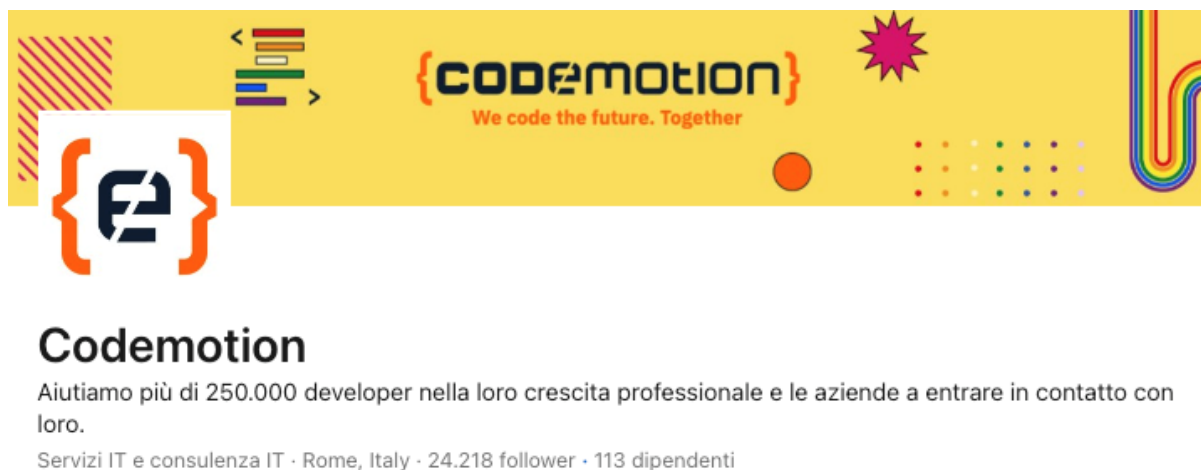 {CODEMOTION}
We code the future. Together
{e}
Codemotion
Aiutiamo più di 250.000 developer nella loro crescita professionale e le aziende a entrare in contatto con
loro.
Servizi IT e consulenza IT · Rome, Italy · 24.218 follower · 113 dipendenti